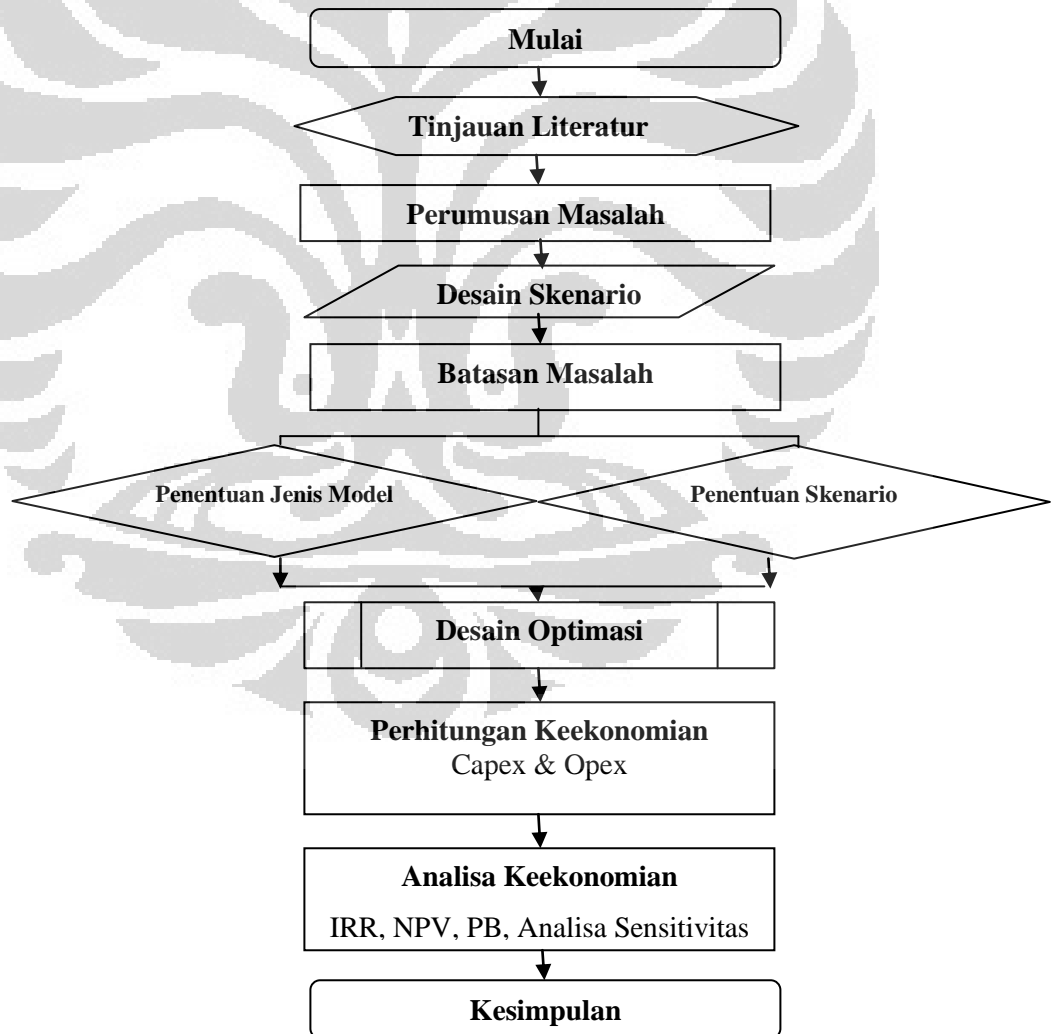 Mulai
Tinjauan Literatur
Perumusan Masalah
Desain Skenario
Batasan Masalah
Penentuan Jenis Model
Penentuan Skenario
Desain Optimasi
Perhitungan Keekonomian
Capex & Opex
Analisa Keekonomian
IRR, NPV, PB, Analisa Sensitivitas
Kesimpulan